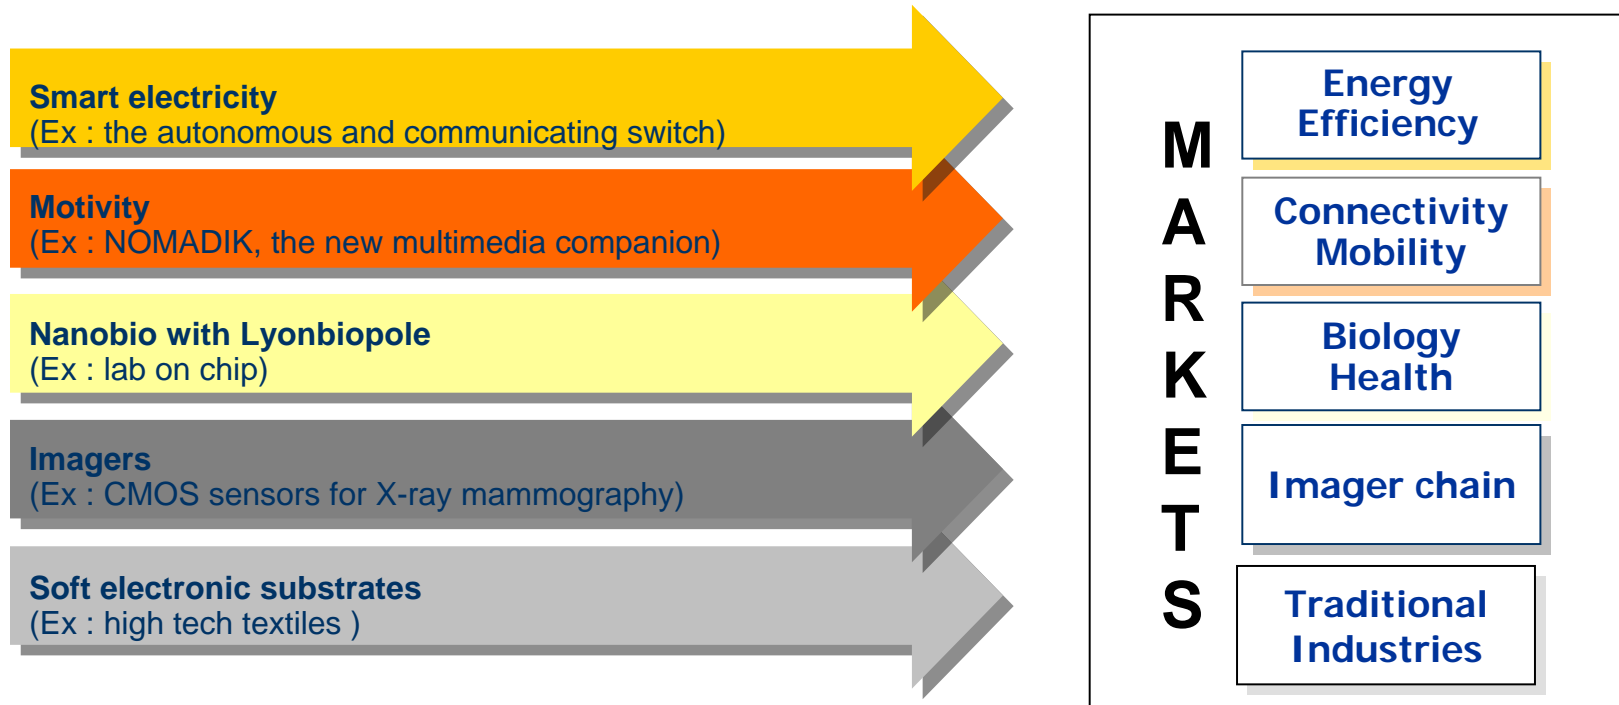 Smart electricity
(Ex : the autonomous and communicating switch)
Motivity
(Ex : NOMADIK, the new multimedia companion)
Nanobio with Lyonbiopole
(Ex : lab on chip)
Imagers
(Ex : CMOS sensors for X-ray mammography)
Soft electronic substrates
(Ex : high tech textiles )
MARKETS
Energy
Efficiency
Connectivity
Mobility
Biology
Health
Imager chain
Traditional
Industries